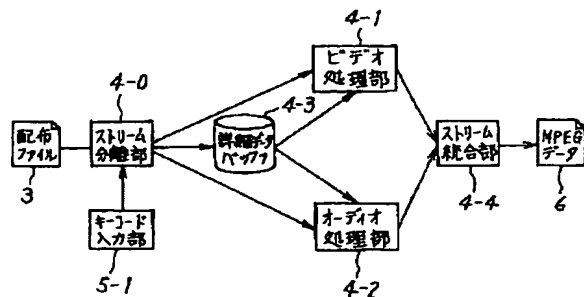 4-1
ビデオ
処理部
4-0
4-3
配布
ファイル
3
ストリーム
分離部
詳細データ
バッファ
ストリーム
統合部
4-4
MPEG
データ
6
キーコード
入力部
5-1
オーディオ
処理部
4-2